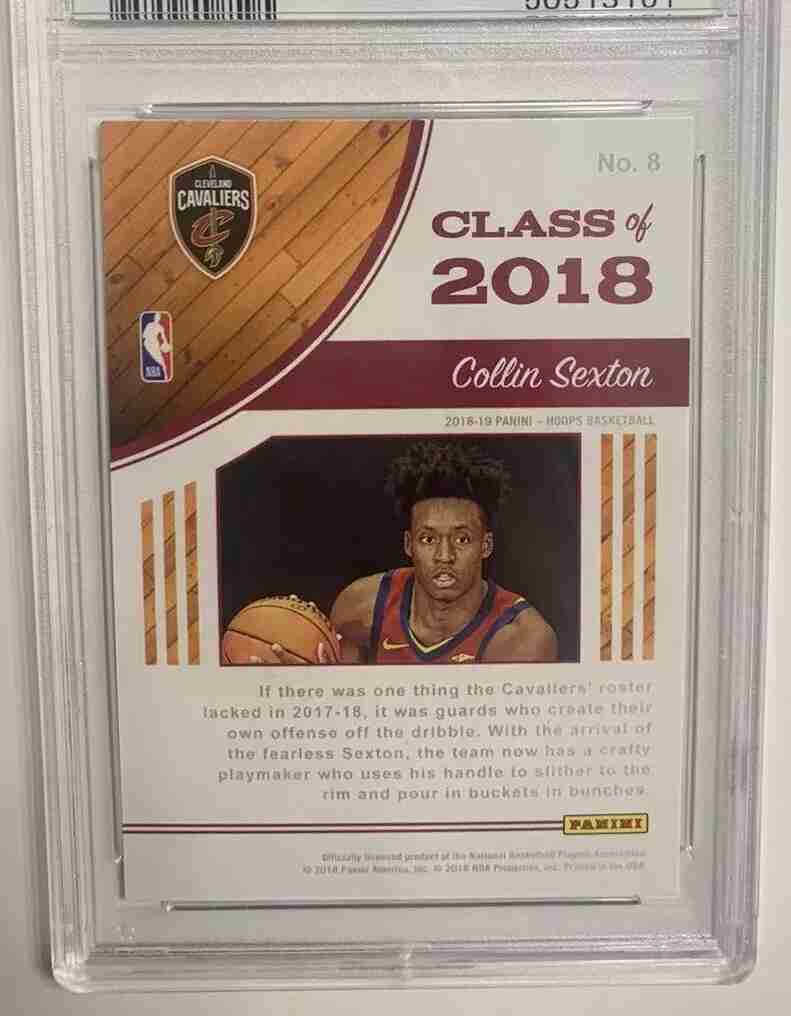 No. 8
CLEVELAND
CAVALIERS
C
CLASS of
2018
NBA
Collin Sexton
2018-19 PANINI – HOOPS BASKETBALL
If there was one thing the Cavaliers' roster
lacked in 2017-18, it was guards who create their
own offense off the dribble. With the arrival of
the fearless Sexton, the team now has a crafty
playmaker who uses his handle to slither to the
rim and pour in buckets in bunches.
PANINI
Officially licensed product of the National Basketball Players Association
© 2018 Panini America, Inc. © 2018 NBA Properties, Inc. Printed in the USA